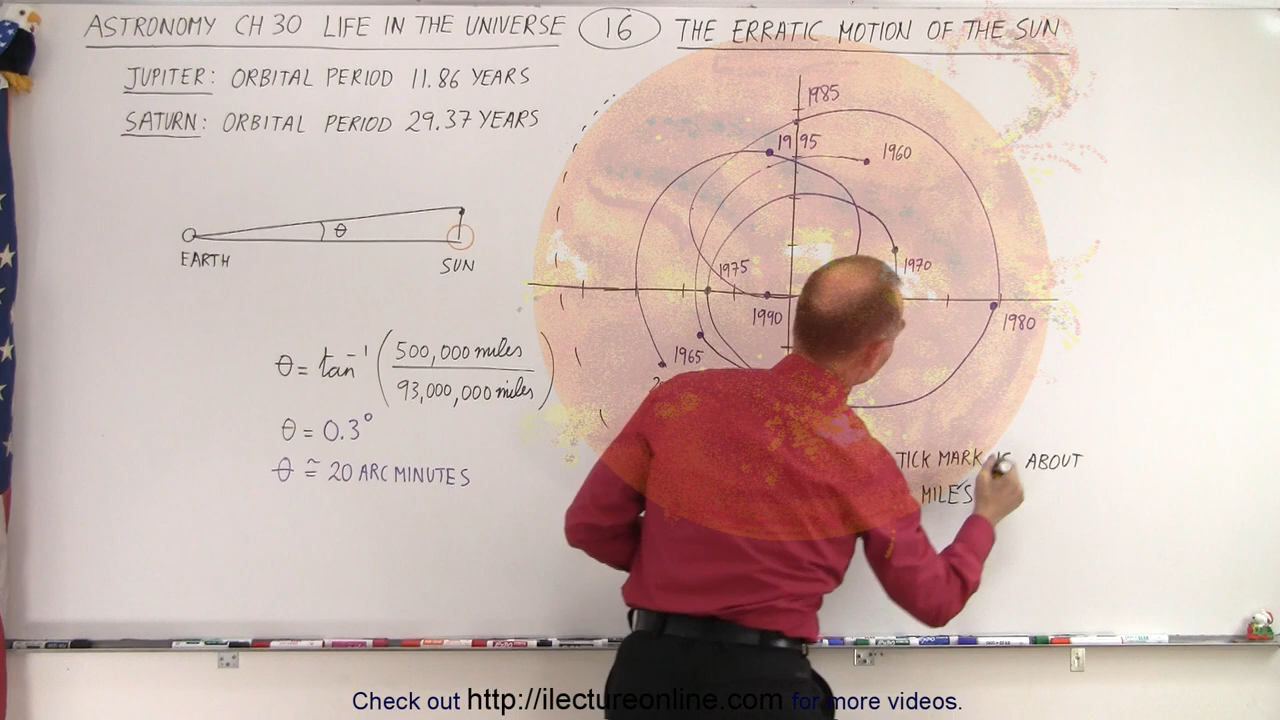 ASTRONOMY CH 30 LIFE IN THE UNIVERSE 16 THE ERRATIC MOTION OF THE SUN
JUPITER: ORBITAL PERIOD 11.86 YEARS
SATURN: ORBITAL PERIOD 29.37 YEARS
1985
1995
1960
θ
EARTH
SUN
1975
1970
1990
1980
1965
θ = tan⁻¹ (500,000 miles / 93,000,000 miles)
θ = 0.3°
θ ≅ 20 ARC MINUTES
TICK MARK IS ABOUT
MILES
Check out http://ilectureonline.com for more videos.